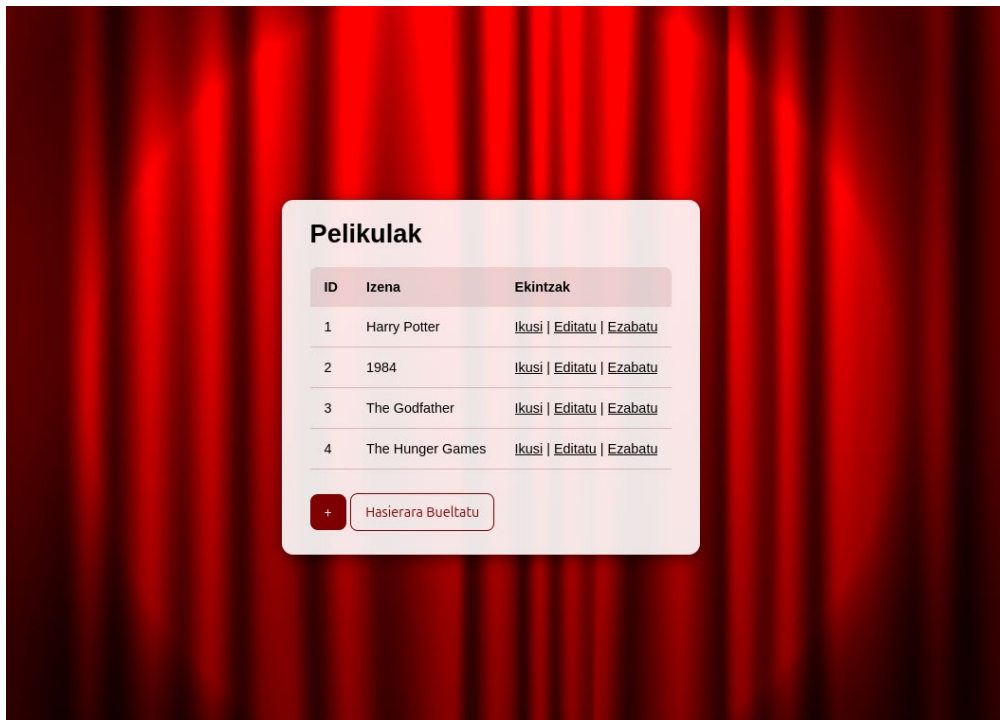 Pelikulak
ID Izena Ekintzak
1 Harry Potter Ikusi | Editatu | Ezabatu
2 1984 Ikusi | Editatu | Ezabatu
3 The Godfather Ikusi | Editatu | Ezabatu
4 The Hunger Games Ikusi | Editatu | Ezabatu
+ Hasierara Bueltatu